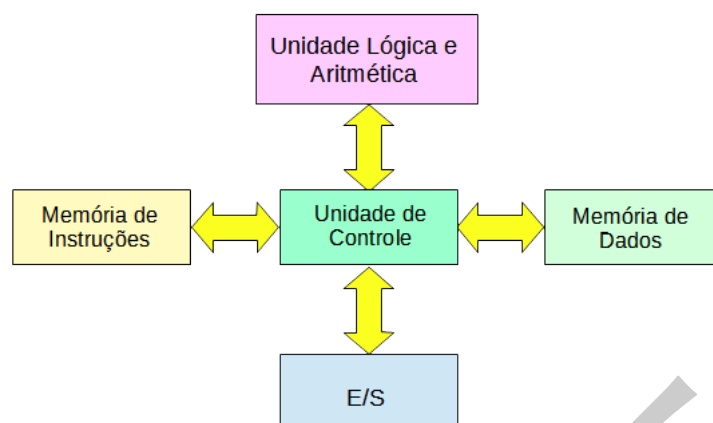 Unidade Lógica e
Aritmética
Memória de
Instruções
Unidade de
Controle
Memória de
Dados
E/S